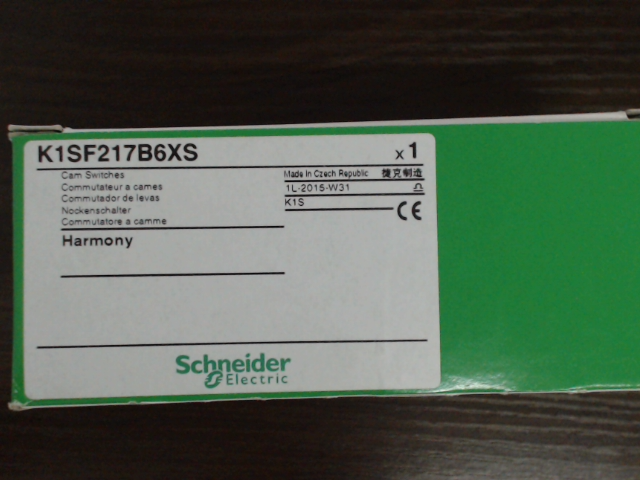 K1SF217B6XS x 1
Cam Switches
Commutateur a cames
Commutador de levas
Nockenschalter
Commutatore a camme
Made in Czech Republic 捷克制造
1L-2015-W31
K1S
CE
Harmony
Schneider
Electric